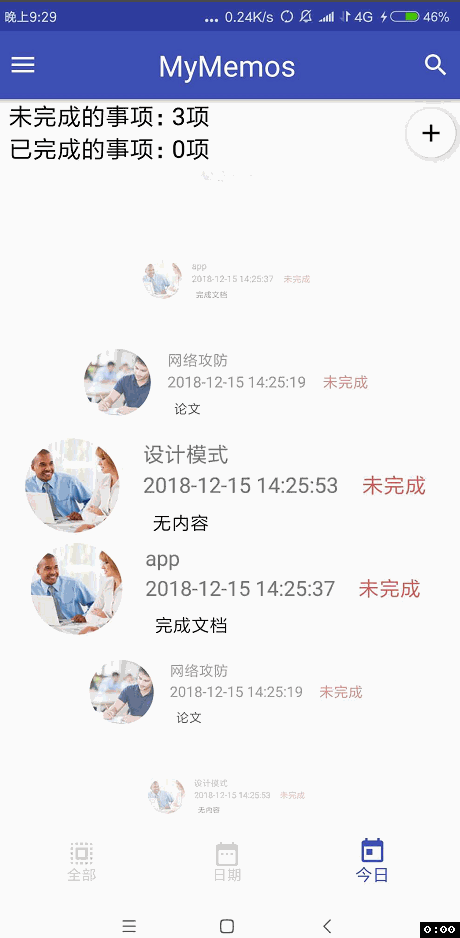 晚上9:29 ... 0.24K/s 4G 46%
MyMemos
未完成的事项：3项
已完成的事项：0项
app
2018-12-15 14:25:37 未完成
完成文档
网络攻防
2018-12-15 14:25:19 未完成
论文
设计模式
2018-12-15 14:25:53 未完成
无内容
app
2018-12-15 14:25:37 未完成
完成文档
网络攻防
2018-12-15 14:25:19 未完成
论文
设计模式
2018-12-15 14:25:53 未完成
无内容
全部 日期 今日
0:00